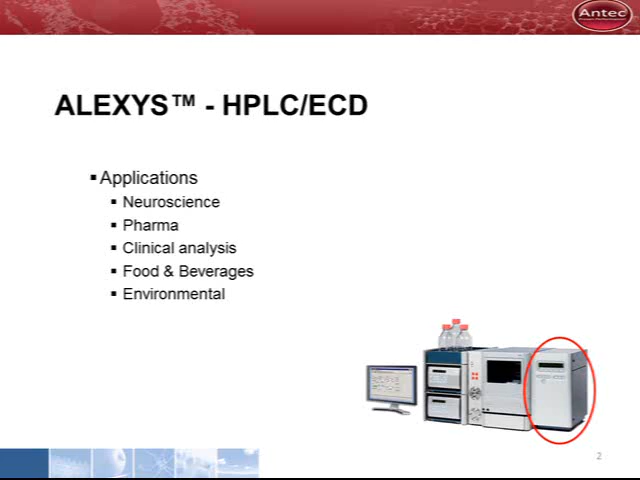 Antec
ALEXYS™ - HPLC/ECD
Applications
Neuroscience
Pharma
Clinical analysis
Food & Beverages
Environmental
2